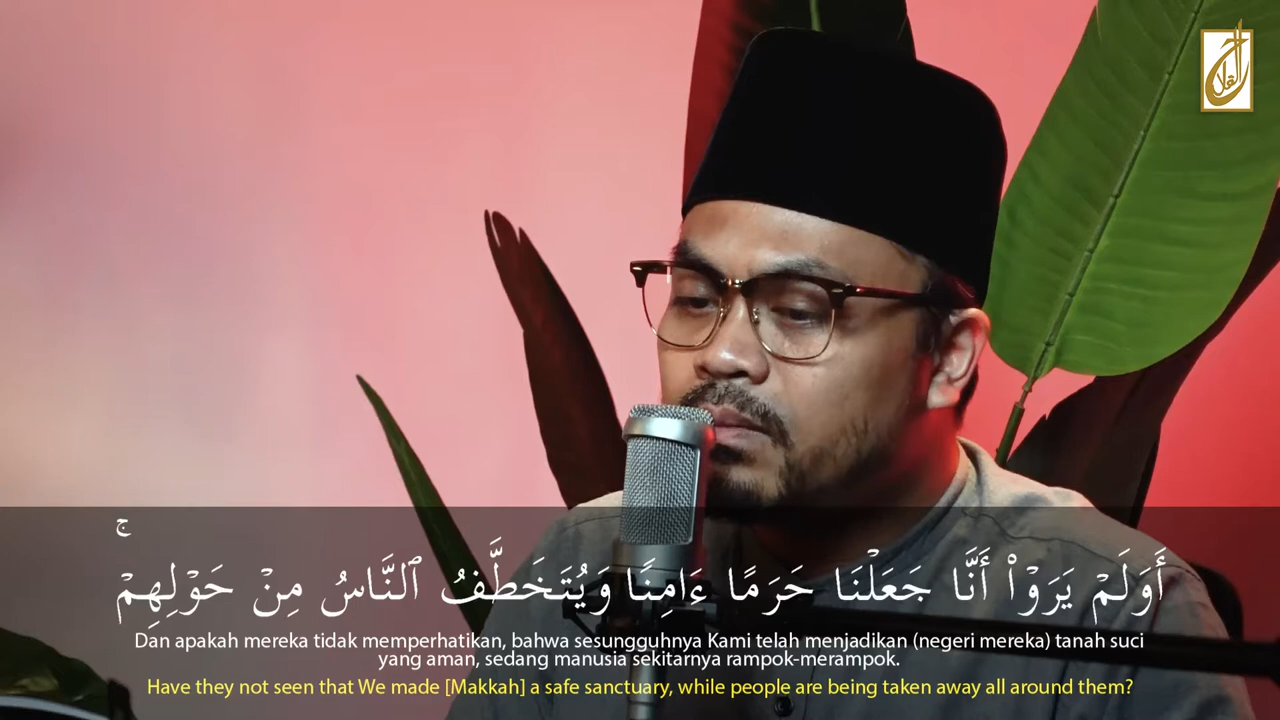 أَوَلَمْ يَرَوْا۟ أَنَّا جَعَلْنَا حَرَمًا ءَامِنًا وَيُتَخَطَّفُ ٱلنَّاسُ مِنْ حَوْلِهِمْ ۚ
Dan apakah mereka tidak memperhatikan, bahwa sesungguhnya Kami telah menjadikan (negeri mereka) tanah suci
yang aman, sedang manusia sekitarnya rampok-merampok.
Have they not seen that We made [Makkah] a safe sanctuary, while people are being taken away all around them?